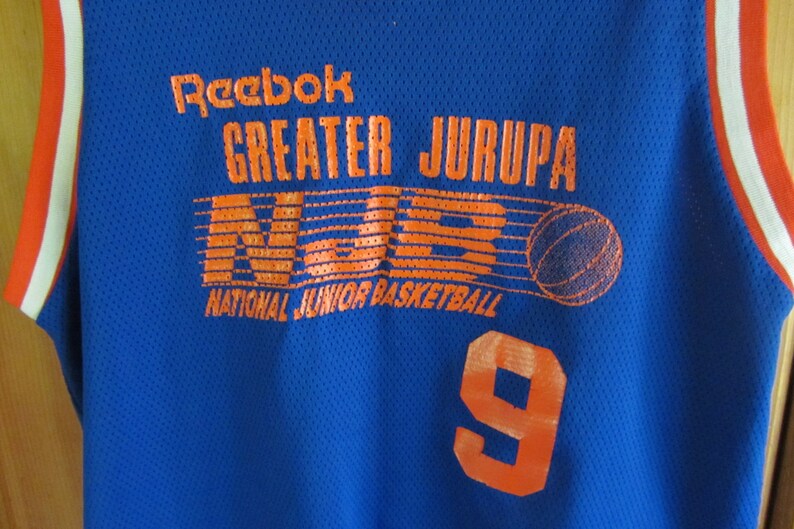 Reebok
GREATER JURUPA
NJB
NATIONAL JUNIOR BASKETBALL
9